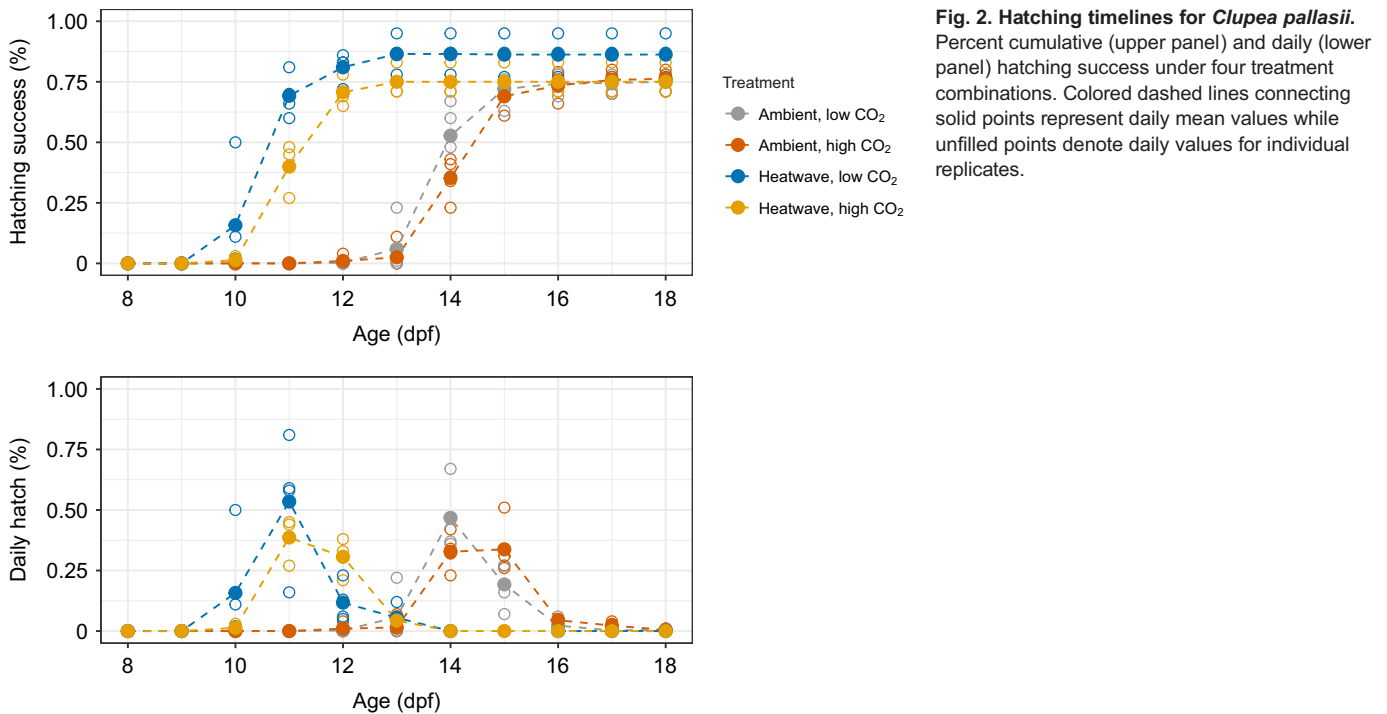 1.00
0.75
0.50
0.25
0
Hatching success (%)
8 10 12 14 16 18
Age (dpf)
Treatment
Ambient, low CO₂
Ambient, high CO₂
Heatwave, low CO₂
Heatwave, high CO₂
Fig. 2. Hatching timelines for Clupea pallasii.
Percent cumulative (upper panel) and daily (lower
panel) hatching success under four treatment
combinations. Colored dashed lines connecting
solid points represent daily mean values while
unfilled points denote daily values for individual
replicates.
1.00
0.75
0.50
0.25
0
Daily hatch (%)
8 10 12 14 16 18
Age (dpf)